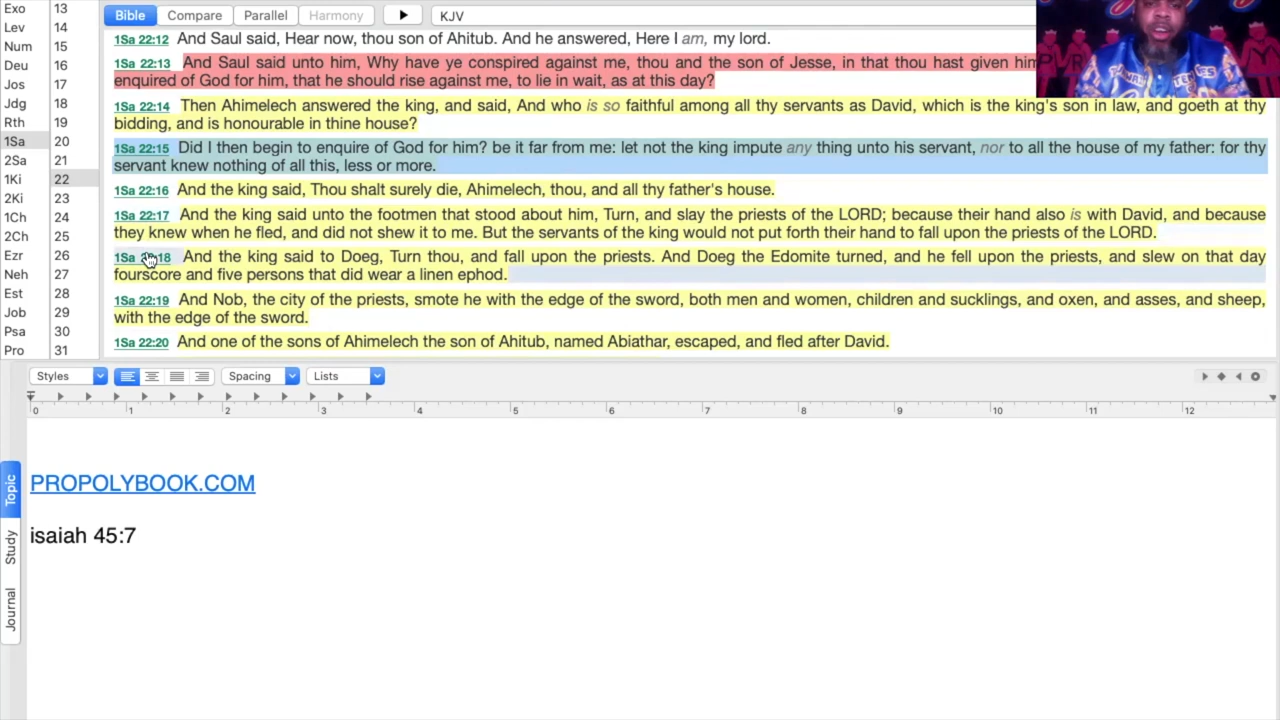 Bible Compare Parallel Harmony KJV
Exo 13
Lev 14
Num 15
Deu 16
Jos 17
Jdg 18
Rth 19
1Sa 20
2Sa 21
1Ki 22
2Ki 23
1Ch 24
2Ch 25
Ezr 26
Neh 27
Est 28
Job 29
Psa 30
Pro 31
1Sa 22:12 And Saul said, Hear now, thou son of Ahitub. And he answered, Here I am, my lord.
1Sa 22:13 And Saul said unto him, Why have ye conspired against me, thou and the son of Jesse, in that thou hast given him
enquired of God for him, that he should rise against me, to lie in wait, as at this day?
1Sa 22:14 Then Ahimelech answered the king, and said, And who is so faithful among all thy servants as David, which is the king's son in law, and goeth at thy
bidding, and is honourable in thine house?
1Sa 22:15 Did I then begin to enquire of God for him? be it far from me: let not the king impute any thing unto his servant, nor to all the house of my father: for thy
servant knew nothing of all this, less or more.
1Sa 22:16 And the king said, Thou shalt surely die, Ahimelech, thou, and all thy father's house.
1Sa 22:17 And the king said unto the footmen that stood about him, Turn, and slay the priests of the LORD; because their hand also is with David, and because
they knew when he fled, and did not shew it to me. But the servants of the king would not put forth their hand to fall upon the priests of the LORD.
1Sa 18 And the king said to Doeg, Turn thou, and fall upon the priests. And Doeg the Edomite turned, and he fell upon the priests, and slew on that day
fourscore and five persons that did wear a linen ephod.
1Sa 22:19 And Nob, the city of the priests, smote he with the edge of the sword, both men and women, children and sucklings, and oxen, and asses, and sheep,
with the edge of the sword.
1Sa 22:20 And one of the sons of Ahimelech the son of Ahitub, named Abiathar, escaped, and fled after David.
Styles Spacing Lists
0 1 2 3 4 5 6 7 8 9 10 11 12
Topic
Study
Journal
PROPOLYBOOK.COM
isaiah 45:7